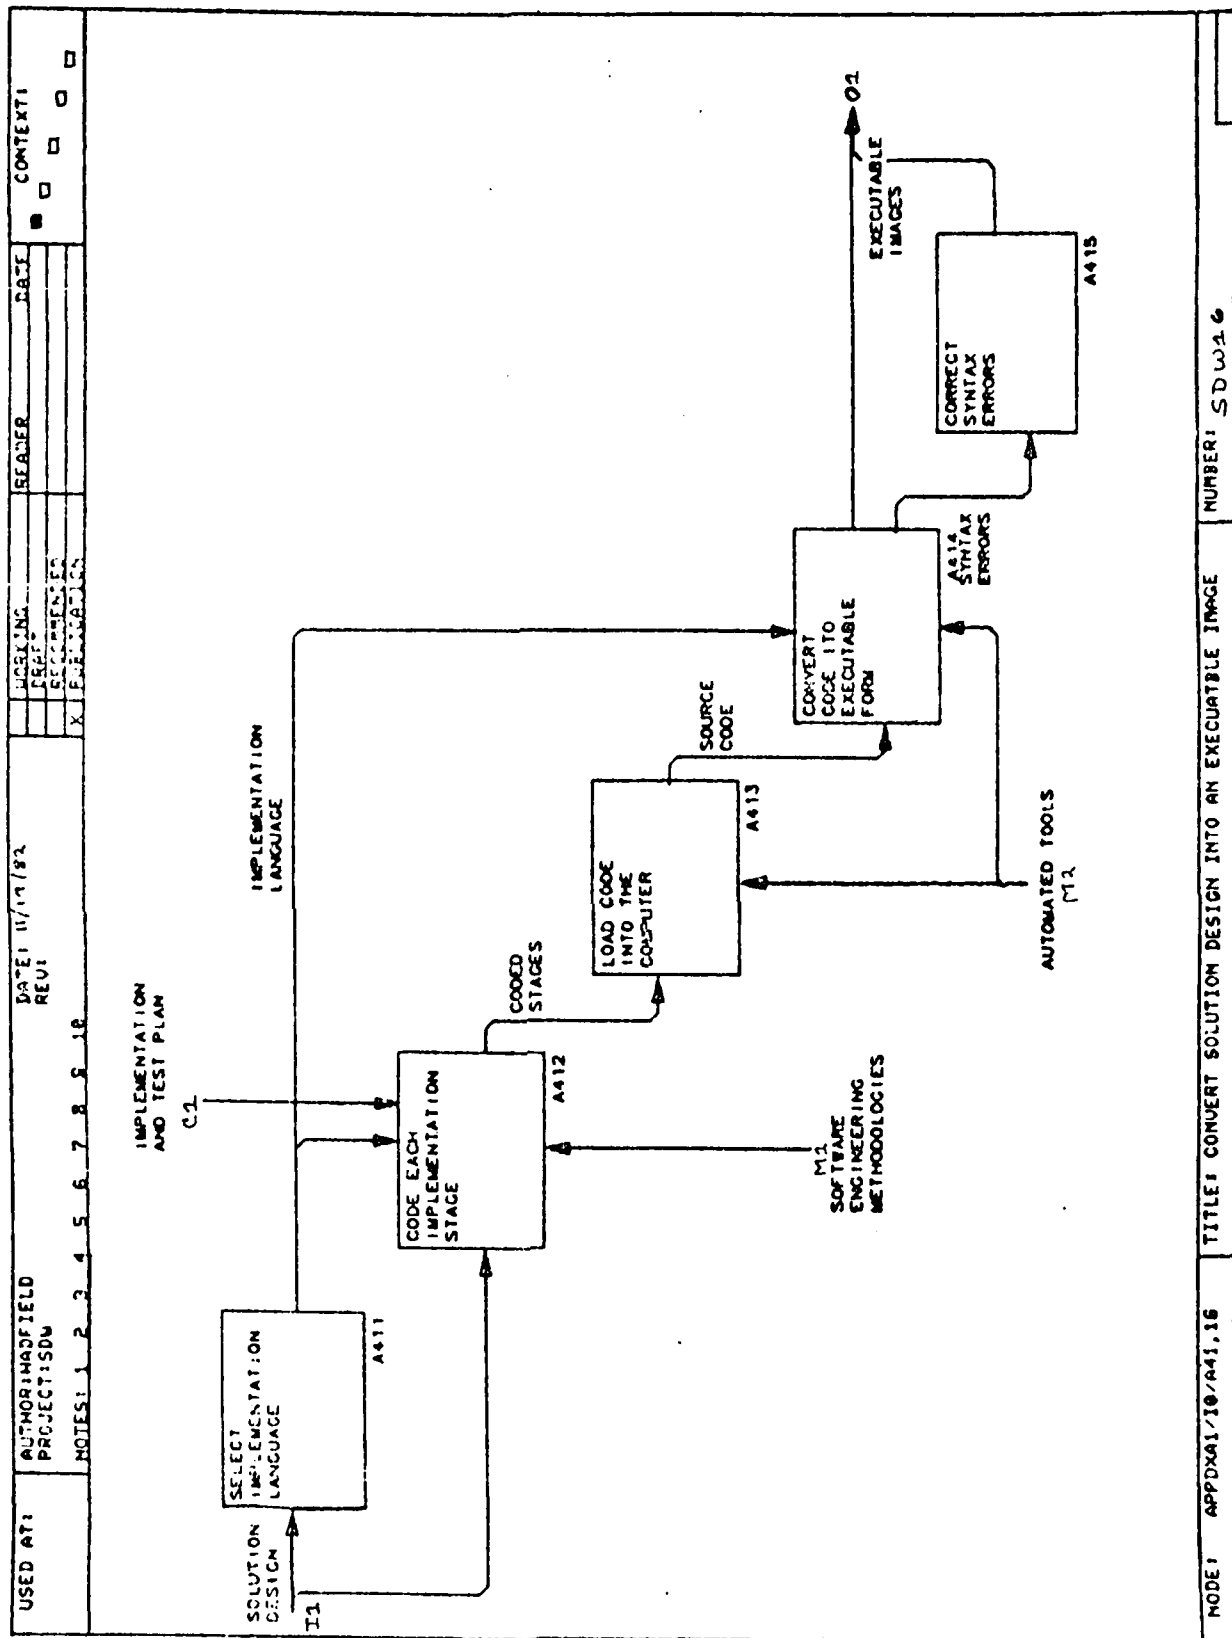 USED AT:
AUTHOR:HADFIELD
PROJECT:SDW
DATE: 11/17/82
REV:
NOTES: 1 2 3 4 5 6 7 8 9 10
WORKING
DRAFT
RECOMMENDED
X PUBLICATION
READER
DATE
CONTEXT:
SOLUTION
DESIGN
I1
SELECT
IMPLEMENTATION
LANGUAGE
A411
IMPLEMENTATION
AND TEST PLAN
C1
IMPLEMENTATION
LANGUAGE
CODE EACH
IMPLEMENTATION
STAGE
A412
M1
SOFTWARE
ENGINEERING
METHODOLOGIES
CODED
STAGES
LOAD CODE
INTO THE
COMPUTER
A413
SOURCE
CODE
AUTOMATED TOOLS
M2
CONVERT
CODE ITO
EXECUTABLE
FORM
A414
SYNTAX
ERRORS
CORRECT
SYNTAX
ERRORS
A415
EXECUTABLE
IMAGES
O1
NODE: APPDXA1/I0/A41,16
TITLE: CONVERT SOLUTION DESIGN INTO AN EXECUATBLE IMAGE
NUMBER: SDW16